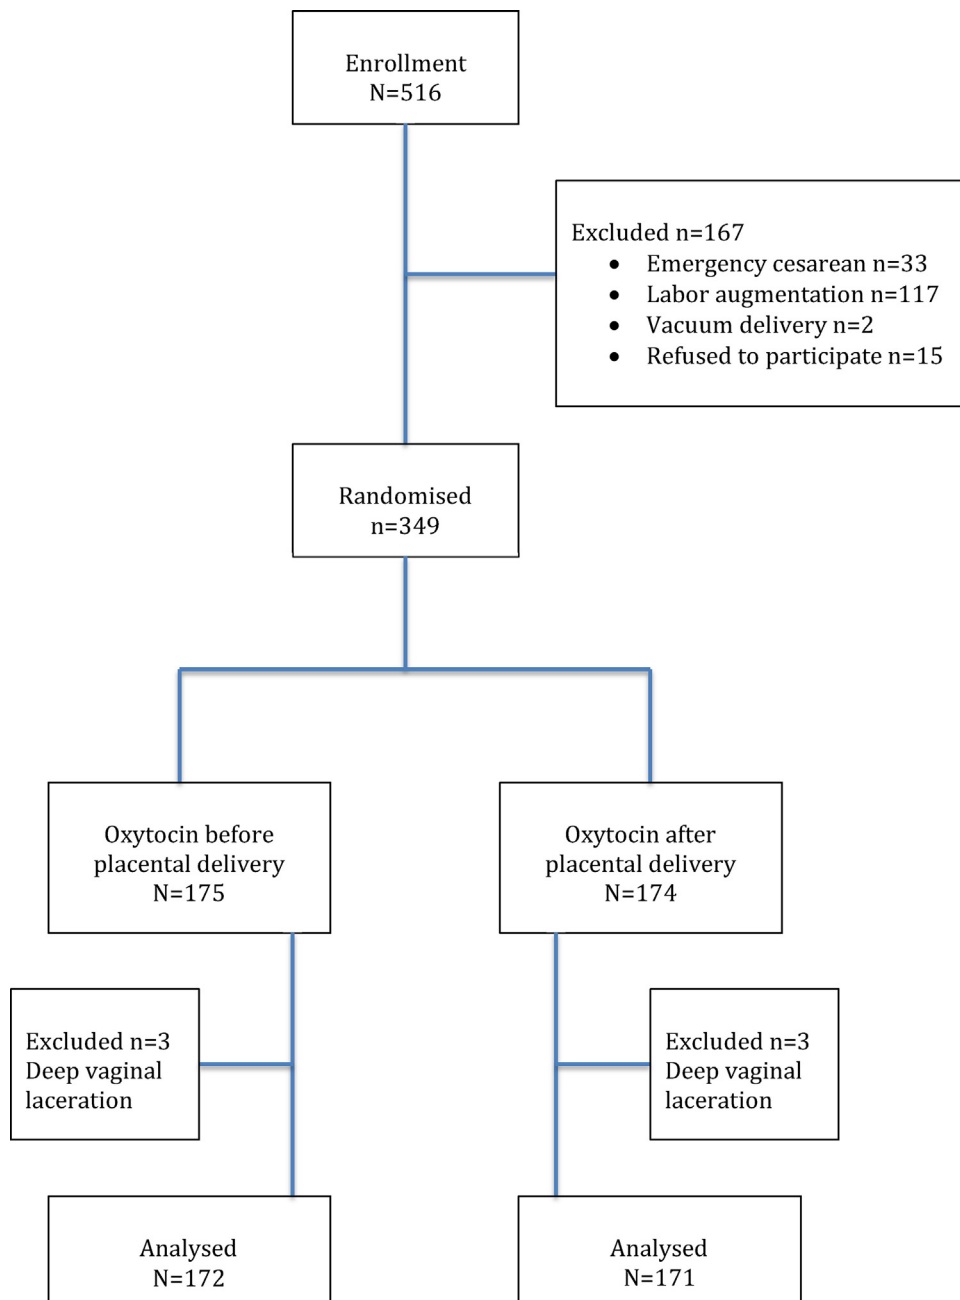 Enrollment
N=516
Excluded n=167
• Emergency cesarean n=33
• Labor augmentation n=117
• Vacuum delivery n=2
• Refused to participate n=15
Randomised
n=349
Oxytocin before
placental delivery
N=175
Oxytocin after
placental delivery
N=174
Excluded n=3
Deep vaginal
laceration
Excluded n=3
Deep vaginal
laceration
Analysed
N=172
Analysed
N=171